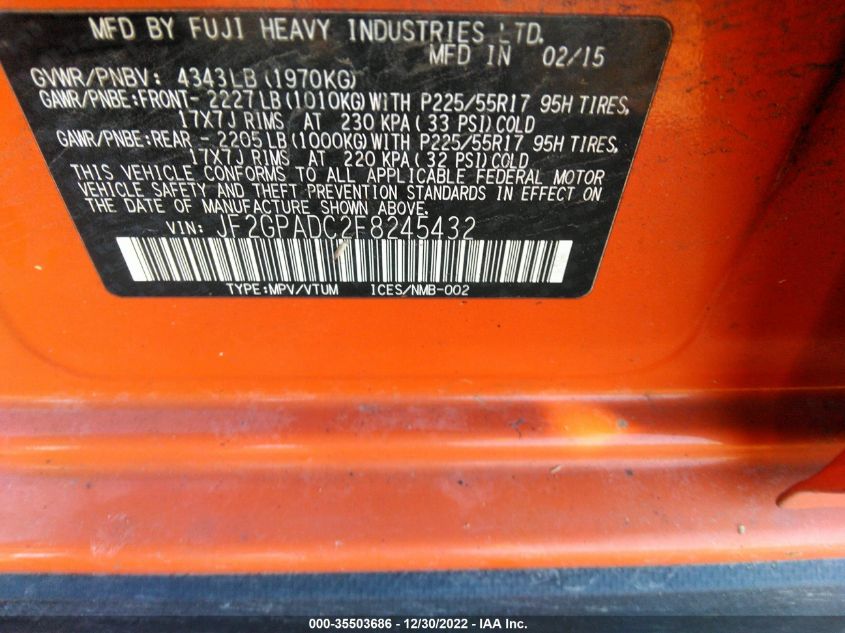 MFD BY FUJI HEAVY INDUSTRIES LTD.
MFD IN 02/15
GVWR/PNBV: 4343LB (1970KG)
GAWR/PNBE:FRONT- 2227LB (1010KG) WITH P225/55R17 95H TIRES,
17X7J RIMS AT 230 KPA (33 PSI) COLD
GAWR/PNBE:REAR - 2205LB (1000KG) WITH P225/55R17 95H TIRES,
17X7J RIMS AT 220 KPA (32 PSI) COLD
THIS VEHICLE CONFORMS TO ALL APPLICABLE FEDERAL MOTOR
VEHICLE SAFETY AND THEFT PREVENTION STANDARDS IN EFFECT ON
THE DATE OF MANUFACTURE SHOWN ABOVE.
VIN: JF2GPADC2F8245432
TYPE:MPV/VTUM ICES/NMB-002
000-35503686 - 12/30/2022 - IAA Inc.